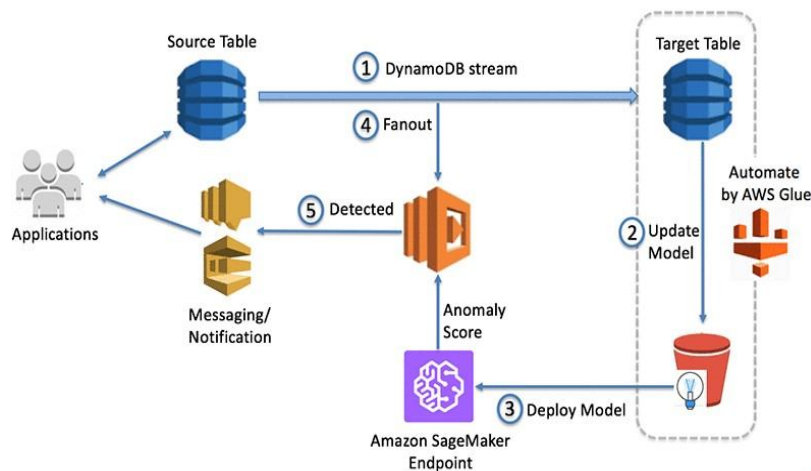 Source Table
Target Table
1 DynamoDB stream
4 Fanout
Applications
5 Detected
Automate
by AWS Glue
2 Update
Model
Messaging/
Notification
Anomaly
Score
3 Deploy Model
Amazon SageMaker
Endpoint